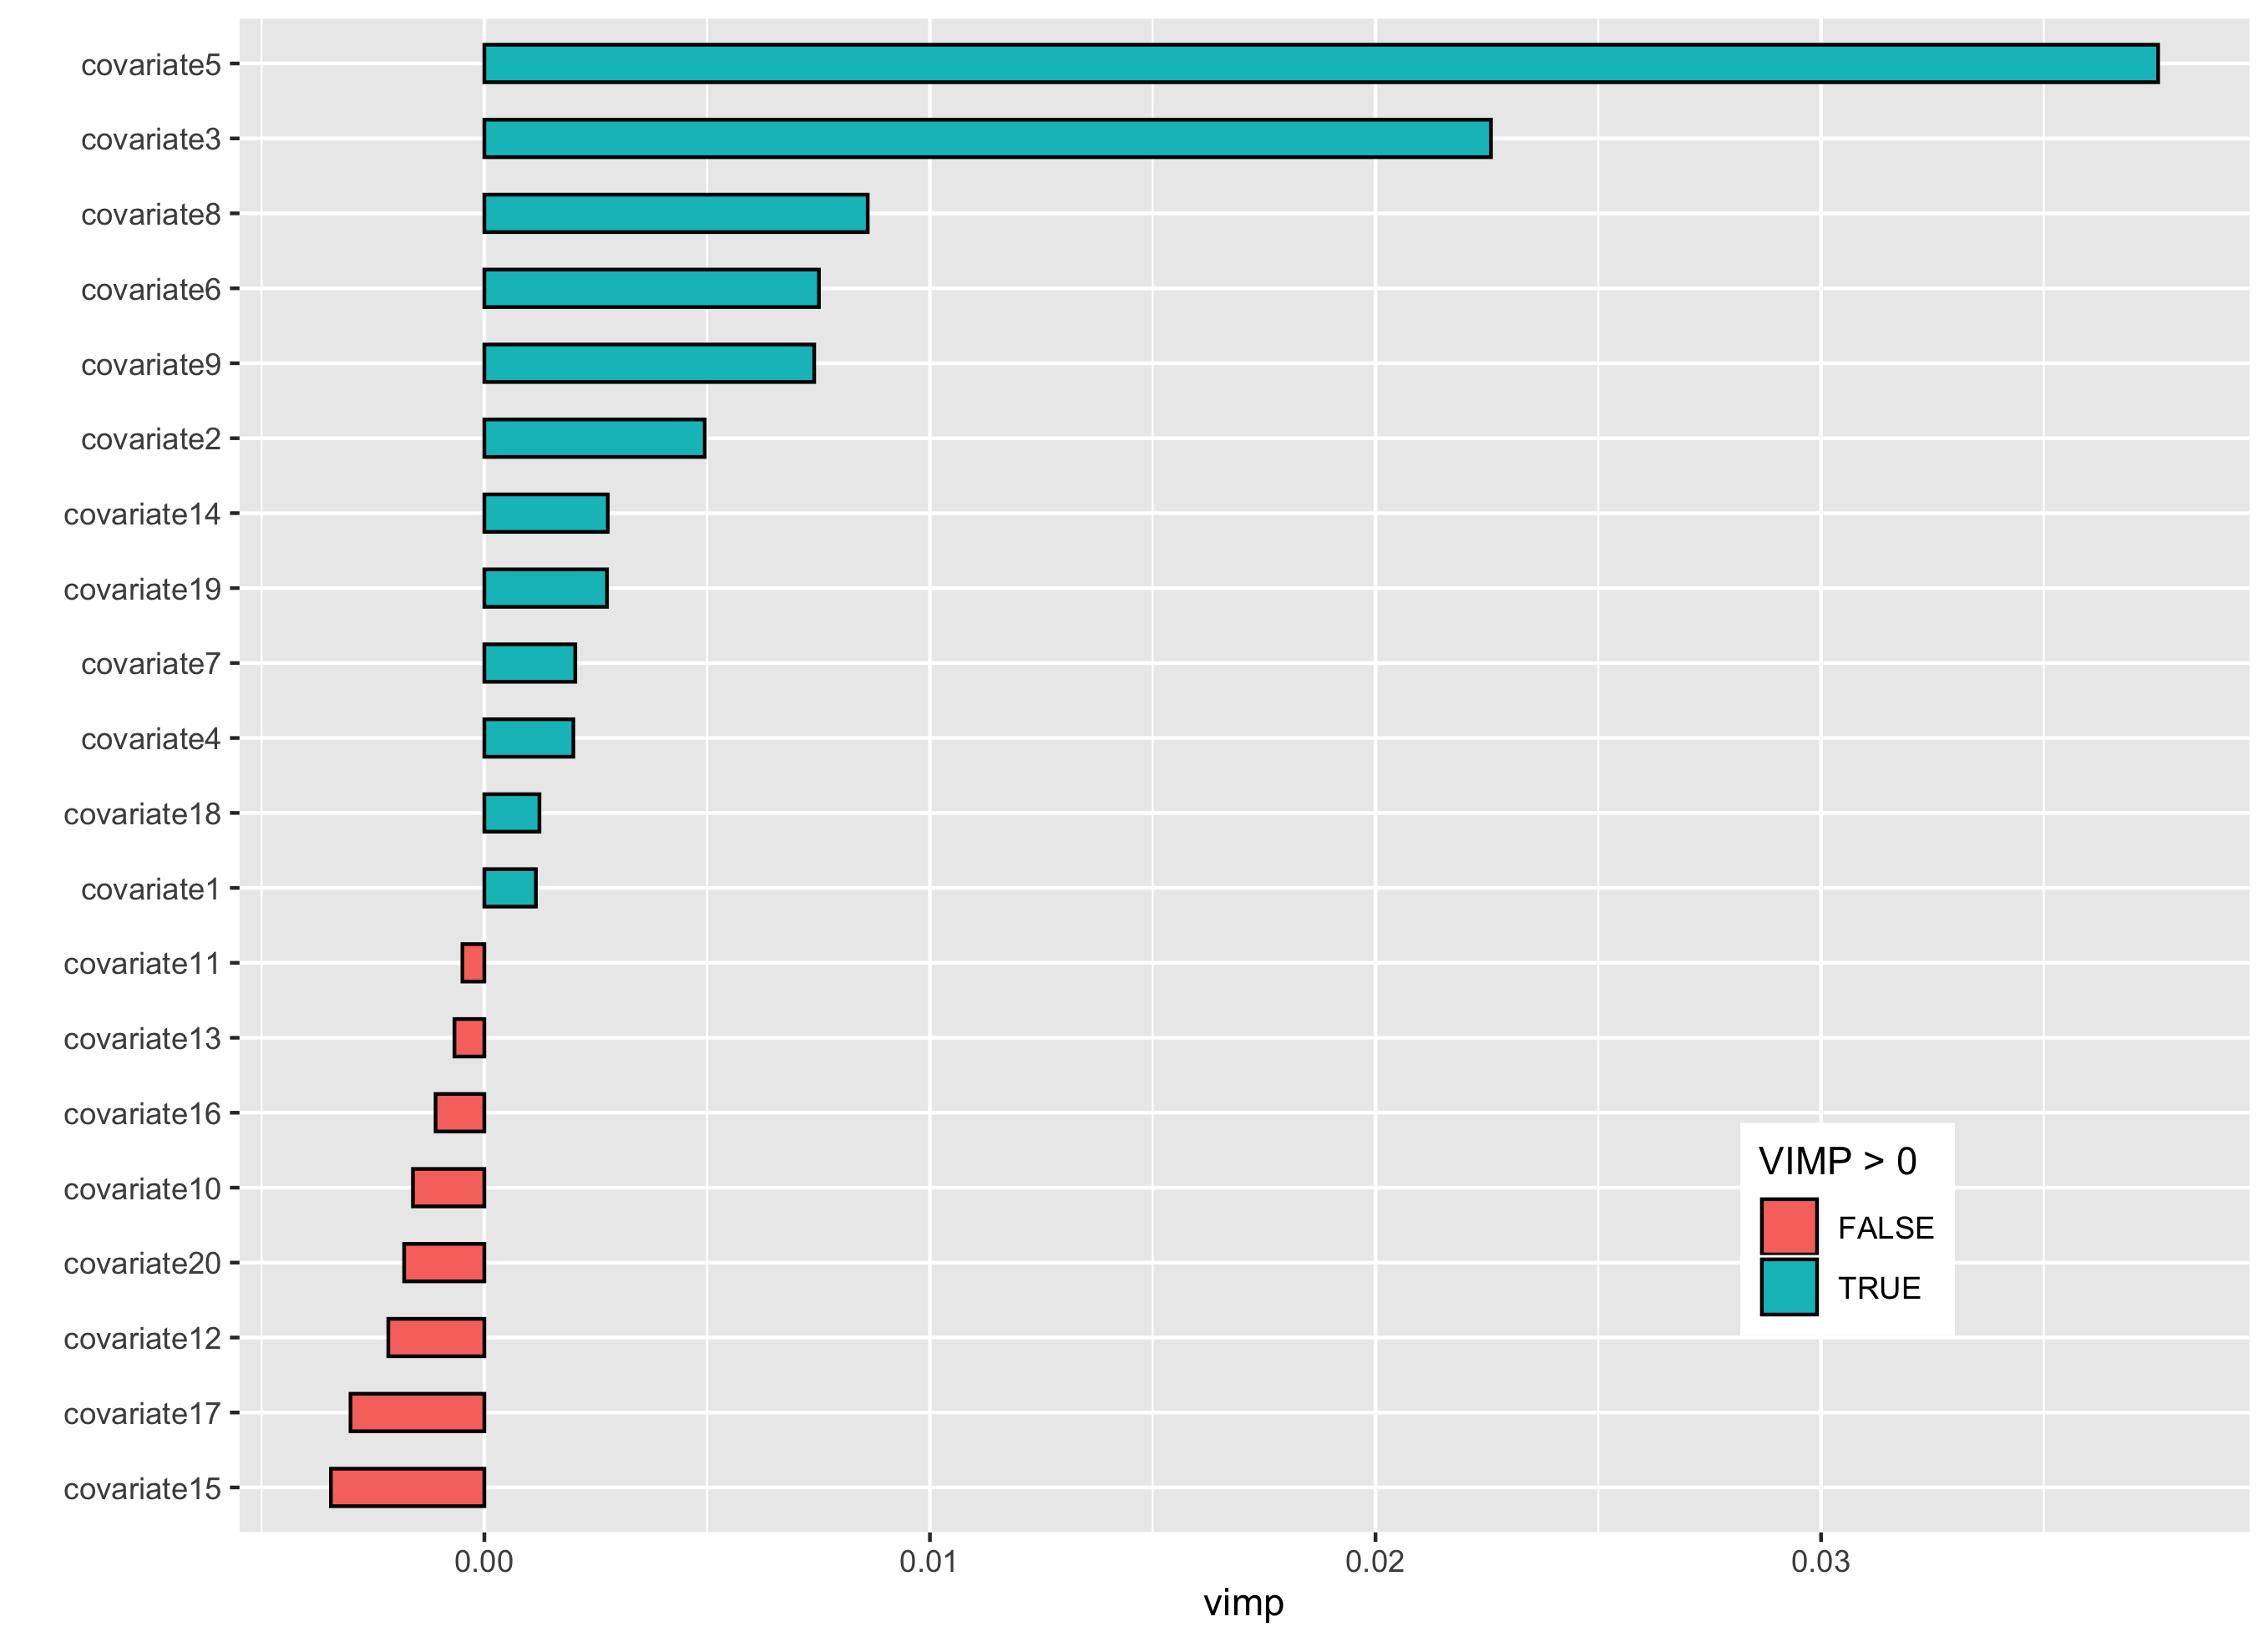 covariate5
covariate3
covariate8
covariate6
covariate9
covariate2
covariate14
covariate19
covariate7
covariate4
covariate18
covariate1
covariate11
covariate13
covariate16
covariate10
covariate20
covariate12
covariate17
covariate15
VIMP > 0
FALSE
TRUE
0.00 0.01 0.02 0.03
vimp